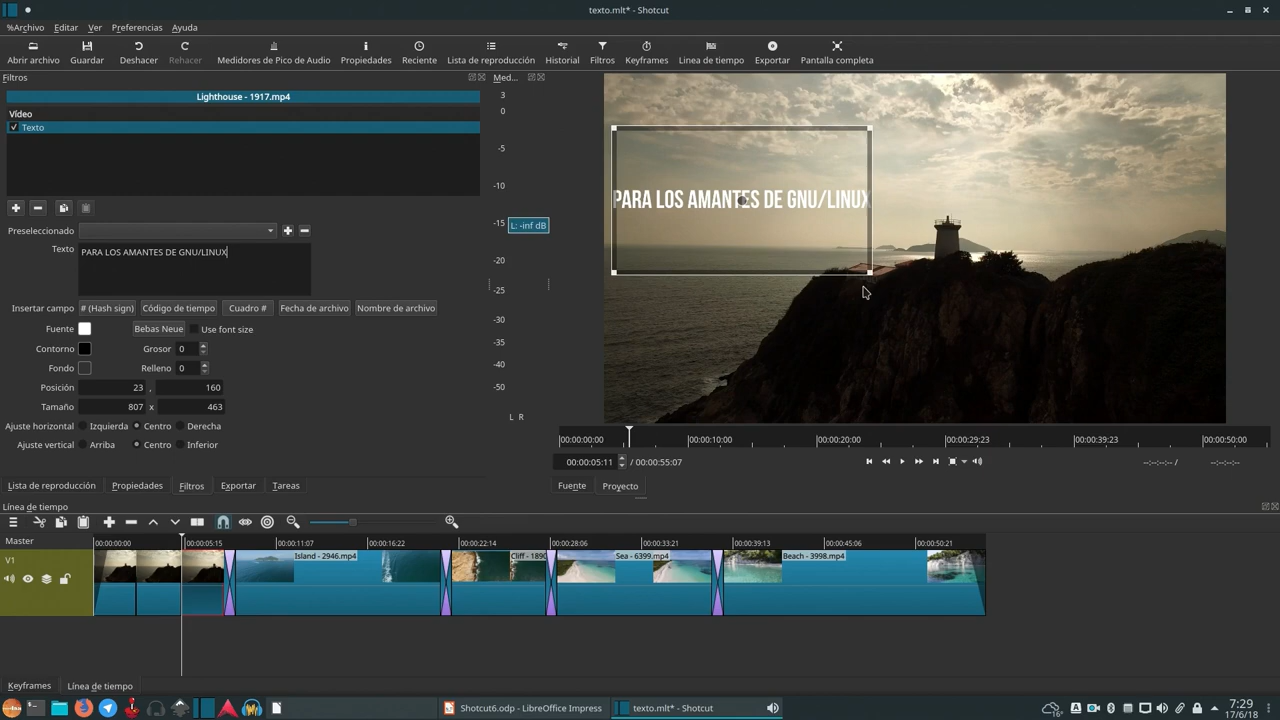 texto.mlt* - Shotcut
%Archivo Editar Ver Preferencias Ayuda
Abrir archivo Guardar Deshacer Rehacer Medidores de Pico de Audio Propiedades Reciente Lista de reproducción Historial Filtros Keyframes Linea de tiempo Exportar Pantalla completa
Filtros
Med...
Lighthouse - 1917.mp4
Vídeo
Texto
3
0
-5
-10
-15
-20
-25
-30
-35
-40
-50
L R
L: -inf dB
Preseleccionado
Texto PARA LOS AMANTES DE GNU/LINUX
Insertar campo # (Hash sign) Código de tiempo Cuadro # Fecha de archivo Nombre de archivo
Fuente Bebas Neue Use font size
Contorno Grosor 0
Fondo Relleno 0
Posición 23 , 160
Tamaño 807 x 463
Ajuste horizontal Izquierda Centro Derecha
Ajuste vertical Arriba Centro Inferior
PARA LOS AMANTES DE GNU/LINUX
00:00:00:00 00:00:10:00 00:00:20:00 00:00:29:23 00:00:39:23 00:00:50:00
00:00:05:11 / 00:00:55:07 --:--:--:-- / --:--:--:--
Lista de reproducción Propiedades Filtros Exportar Tareas
Fuente Proyecto
Línea de tiempo
Master 00:00:00:00 00:00:05:15 00:00:11:07 00:00:16:22 00:00:22:14 00:00:28:06 00:00:33:21 00:00:39:13 00:00:45:06 00:00:50:21
V1 Island - 2946.mp4 Cliff - 1890 Sea - 6399.mp4 Beach - 3998.mp4
Keyframes Línea de tiempo
Shotcut6.odp - LibreOffice Impress
texto.mlt* - Shotcut
16°
7:29
17/6/18